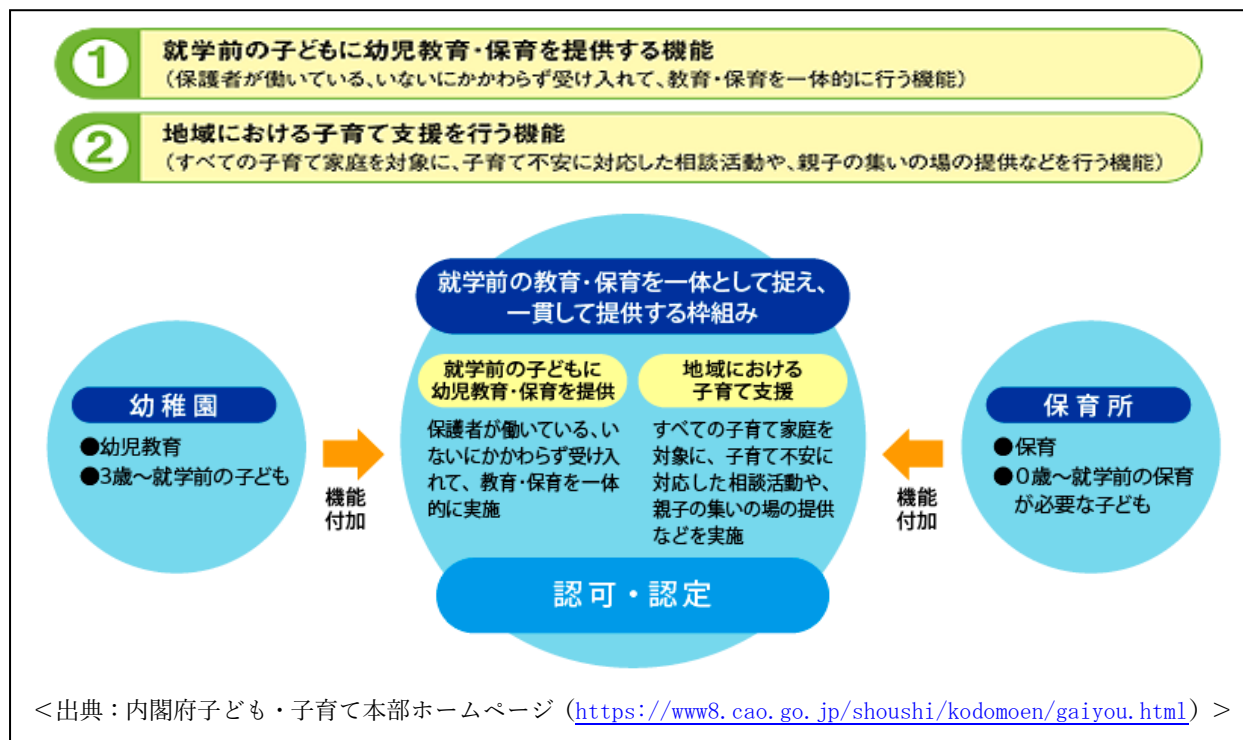 1
就学前の子どもに幼児教育・保育を提供する機能
（保護者が働いている、いないにかかわらず受け入れて、教育・保育を一体的に行う機能）
2
地域における子育て支援を行う機能
（すべての子育て家庭を対象に、子育て不安に対応した相談活動や、親子の集いの場の提供などを行う機能）
就学前の教育・保育を一体として捉え、
一貫して提供する枠組み
幼稚園
●幼児教育
●3歳〜就学前の子ども
機能
付加
就学前の子どもに
幼児教育・保育を提供
保護者が働いている、い
ないにかかわらず受け入
れて、教育・保育を一体
的に実施
地域における
子育て支援
すべての子育て家庭を
対象に、子育て不安に
対応した相談活動や、
親子の集いの場の提供
などを実施
機能
付加
保育所
●保育
●0歳〜就学前の保育
が必要な子ども
認可・認定
＜出典：内閣府子ども・子育て本部ホームページ（https://www8.cao.go.jp/shoushi/kodomoen/gaiyou.html）＞